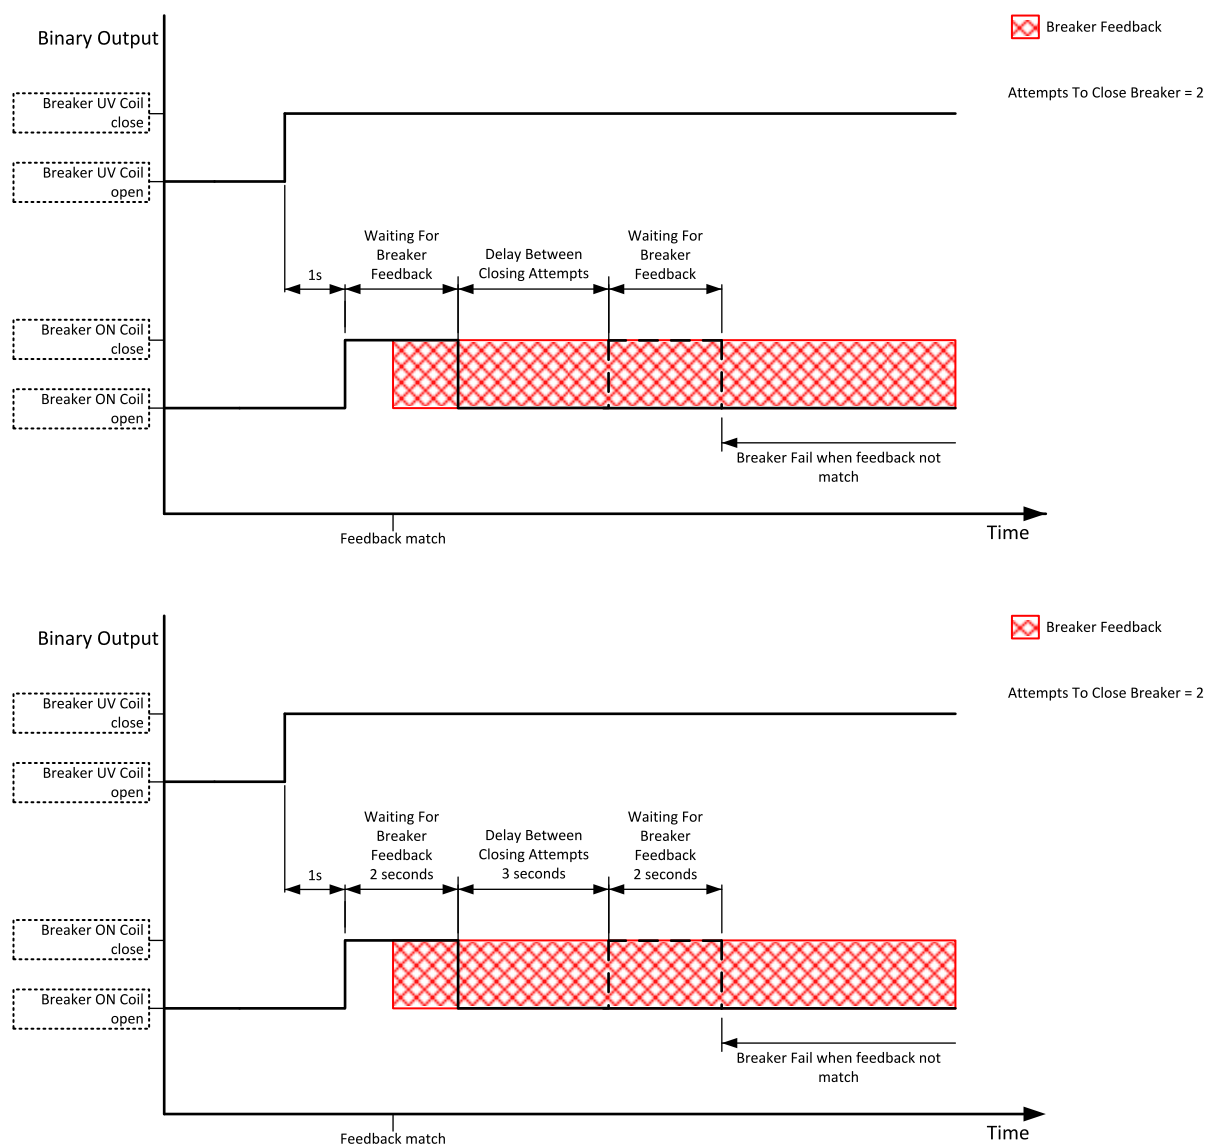 Binary Output
Breaker Feedback
Attempts To Close Breaker = 2
Breaker UV Coil
close
Breaker UV Coil
open
1s
Waiting For
Breaker
Feedback
Delay Between
Closing Attempts
Waiting For
Breaker
Feedback
Breaker ON Coil
close
Breaker ON Coil
open
Breaker Fail when feedback not
match
Feedback match
Time
Binary Output
Breaker Feedback
Attempts To Close Breaker = 2
Breaker UV Coil
close
Breaker UV Coil
open
1s
Waiting For
Breaker
Feedback
2 seconds
Delay Between
Closing Attempts
3 seconds
Waiting For
Breaker
Feedback
2 seconds
Breaker ON Coil
close
Breaker ON Coil
open
Breaker Fail when feedback not
match
Feedback match
Time